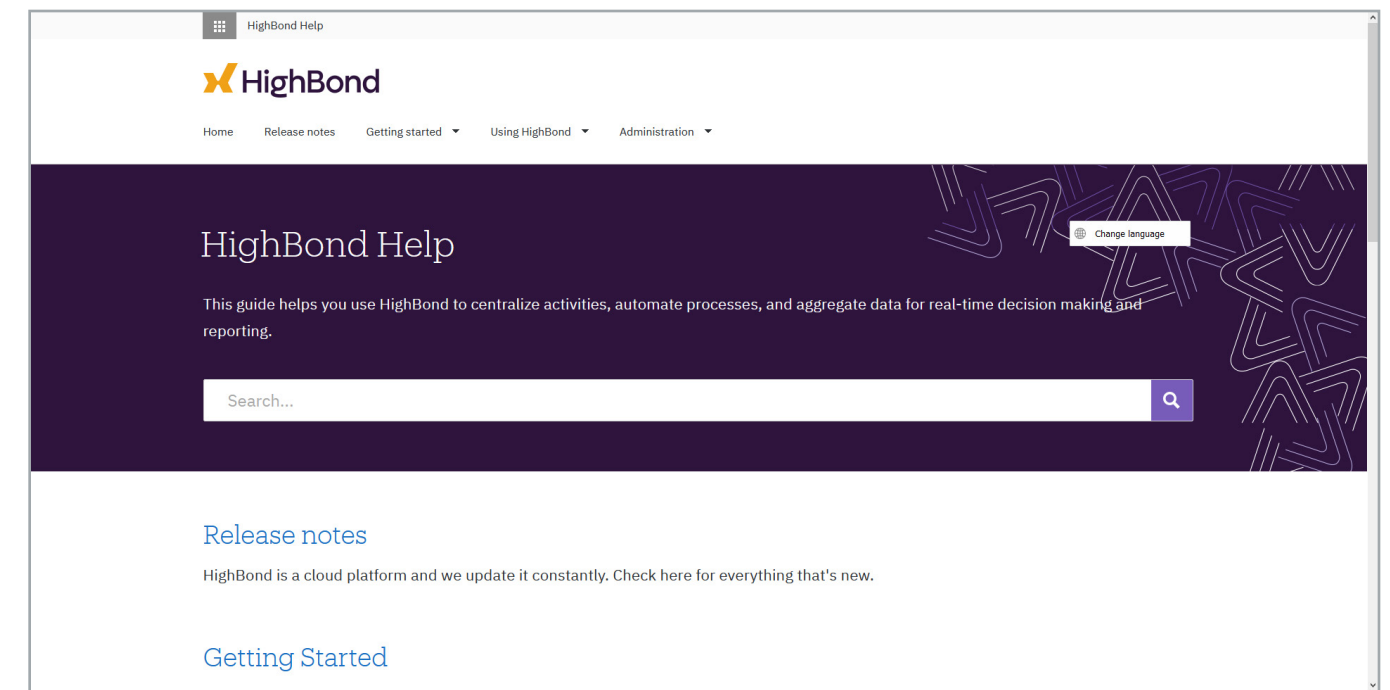 HighBond Help
HighBond
Home Release notes Getting started Using HighBond Administration
HighBond Help
Change language
This guide helps you use HighBond to centralize activities, automate processes, and aggregate data for real-time decision making and
reporting.
Search...
Release notes
HighBond is a cloud platform and we update it constantly. Check here for everything that's new.
Getting Started